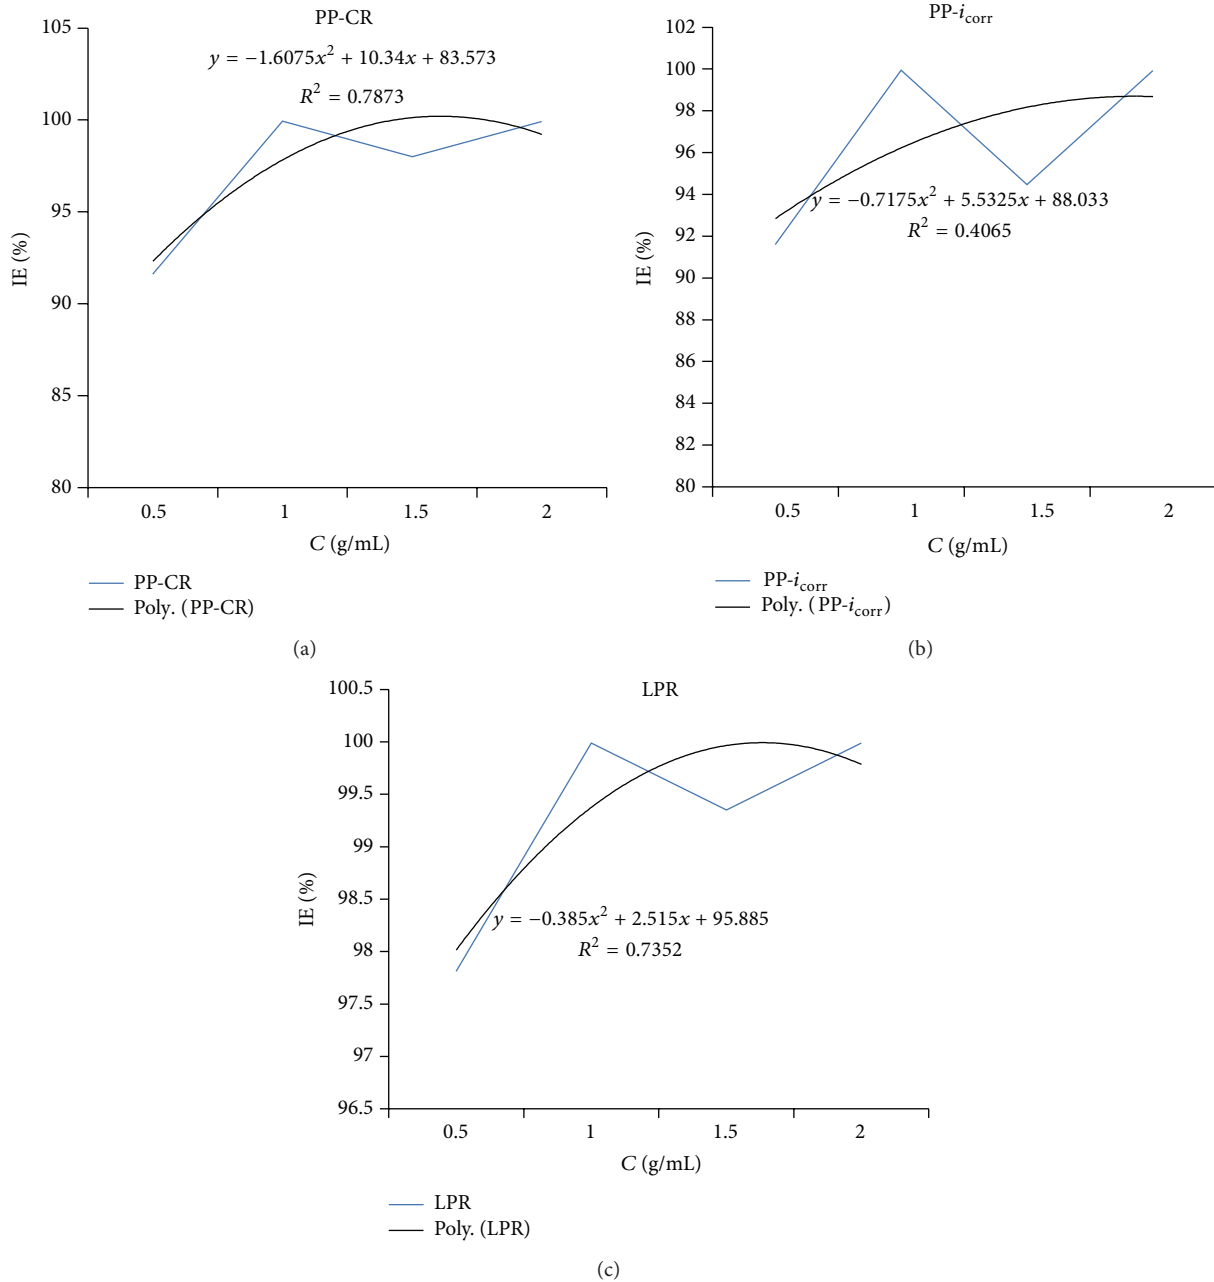 PP-CR
y = −1.6075x² + 10.34x + 83.573
R² = 0.7873
105
100
95
90
85
80
IE (%)
0.5 1 1.5 2
C (g/mL)
PP-CR
Poly. (PP-CR)
(a)
PP-i_corr
102
100
98
96
94
92
90
88
86
84
82
80
IE (%)
y = −0.7175x² + 5.5325x + 88.033
R² = 0.4065
0.5 1 1.5 2
C (g/mL)
PP-i_corr
Poly. (PP-i_corr)
(b)
LPR
100.5
100
99.5
99
98.5
98
97.5
97
96.5
IE (%)
y = −0.385x² + 2.515x + 95.885
R² = 0.7352
0.5 1 1.5 2
C (g/mL)
LPR
Poly. (LPR)
(c)